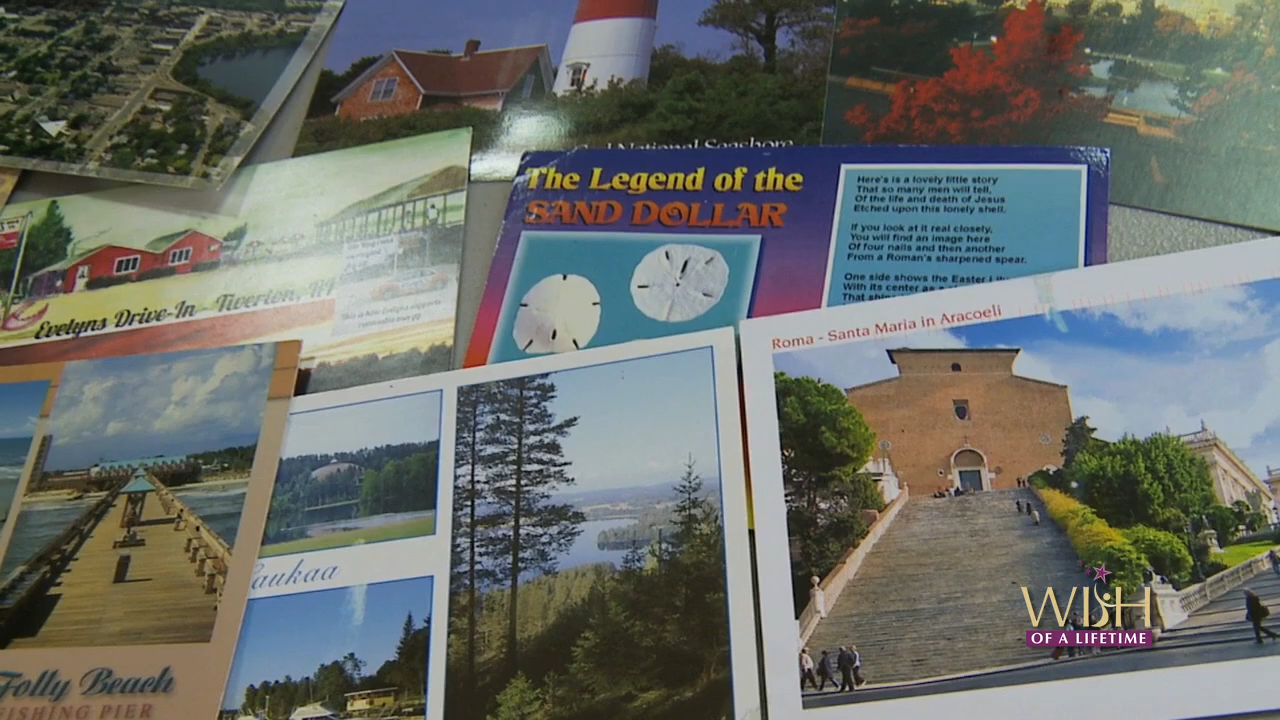 National Seashore
The Legend of the
SAND DOLLAR
Here's is a lovely little story
That so many men will tell,
Of the life and death of Jesus
Etched upon this lonely shell.
If you look at it real closely,
You will find an image here
Of four nails and then another
From a Roman's sharpened spear.
One side shows the Easter
With its center as
That
Evelyns Drive-In - Tiverton, RI
Roma - Santa Maria in Aracoeli
aukaa
Folly Beach
FISHING PIER
WISH
OF A LIFETIME